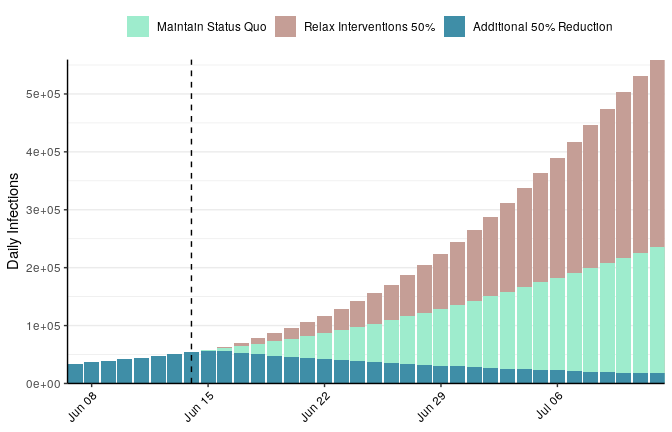 Maintain Status Quo Relax Interventions 50% Additional 50% Reduction
Daily Infections
5e+05
4e+05
3e+05
2e+05
1e+05
0e+00
Jun 08 Jun 15 Jun 22 Jun 29 Jul 06